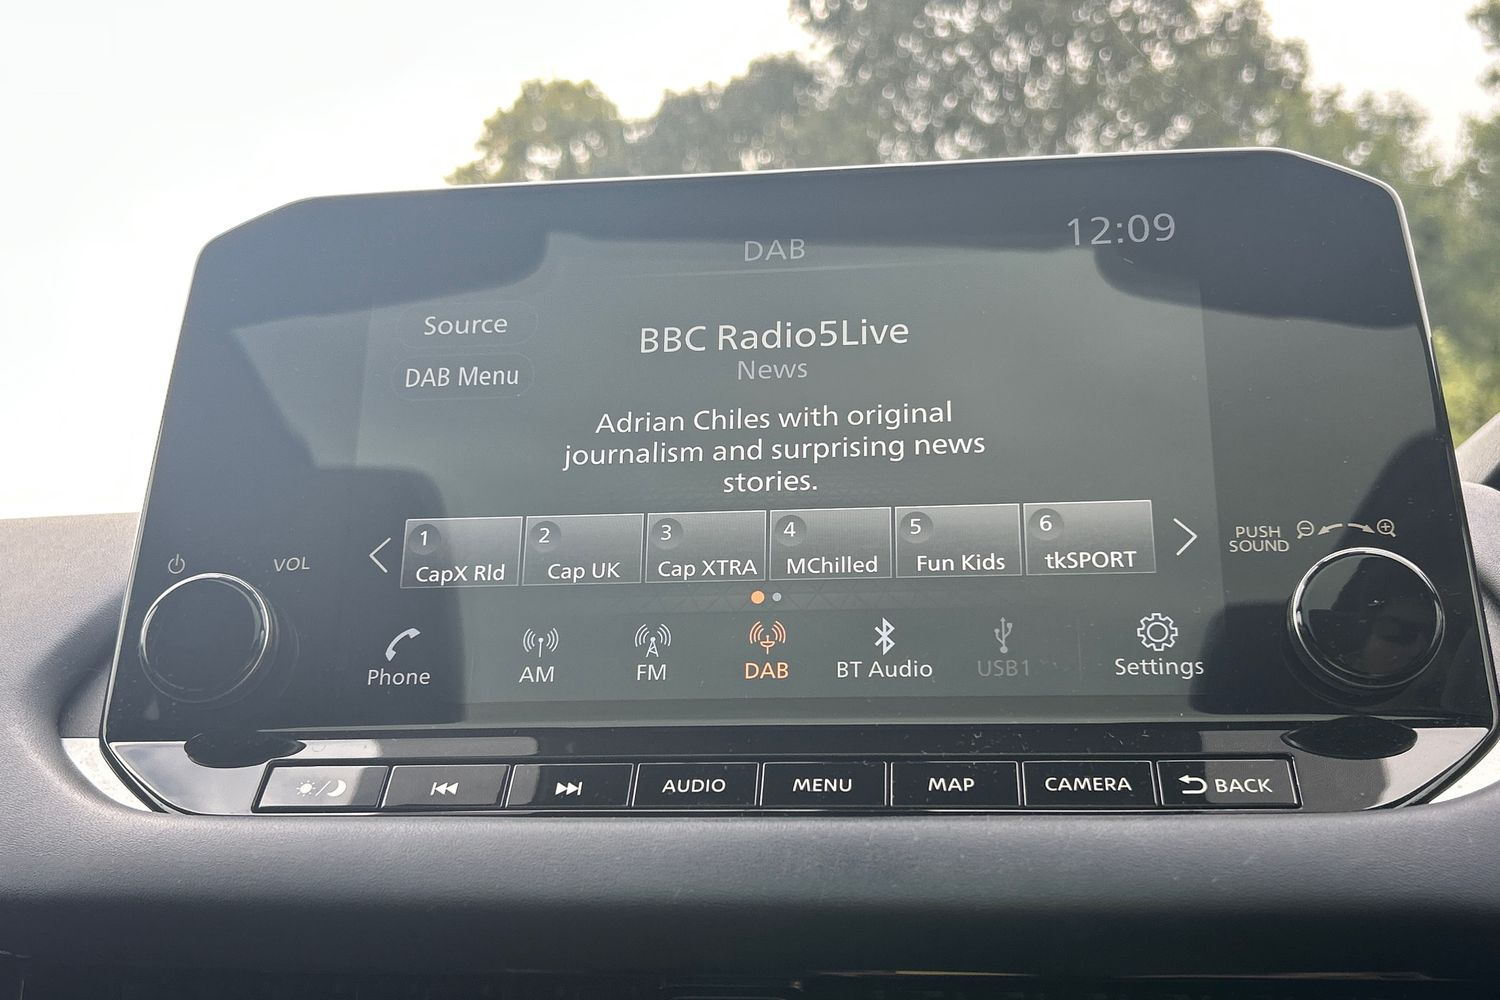 DAB
12:09
Source
DAB Menu
BBC Radio5Live
News
Adrian Chiles with original
journalism and surprising news
stories.
1
CapX Rld
2
Cap UK
3
Cap XTRA
4
MChilled
5
Fun Kids
6
tkSPORT
VOL
PUSH
SOUND
Phone
AM
FM
DAB
BT Audio
USB1
Settings
AUDIO
MENU
MAP
CAMERA
BACK